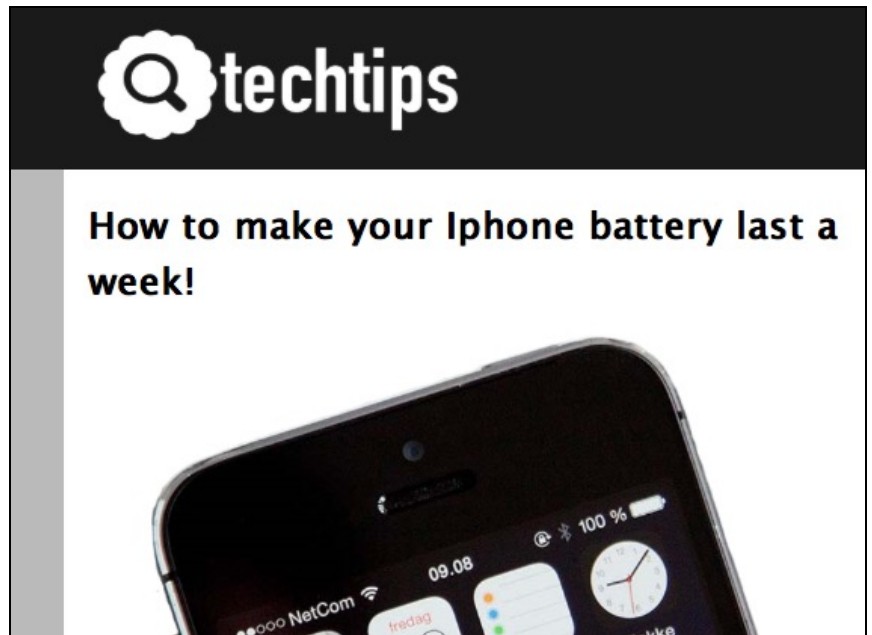 techtips
How to make your Iphone battery last a
week!
NetCom 09.08 100 %
fredag